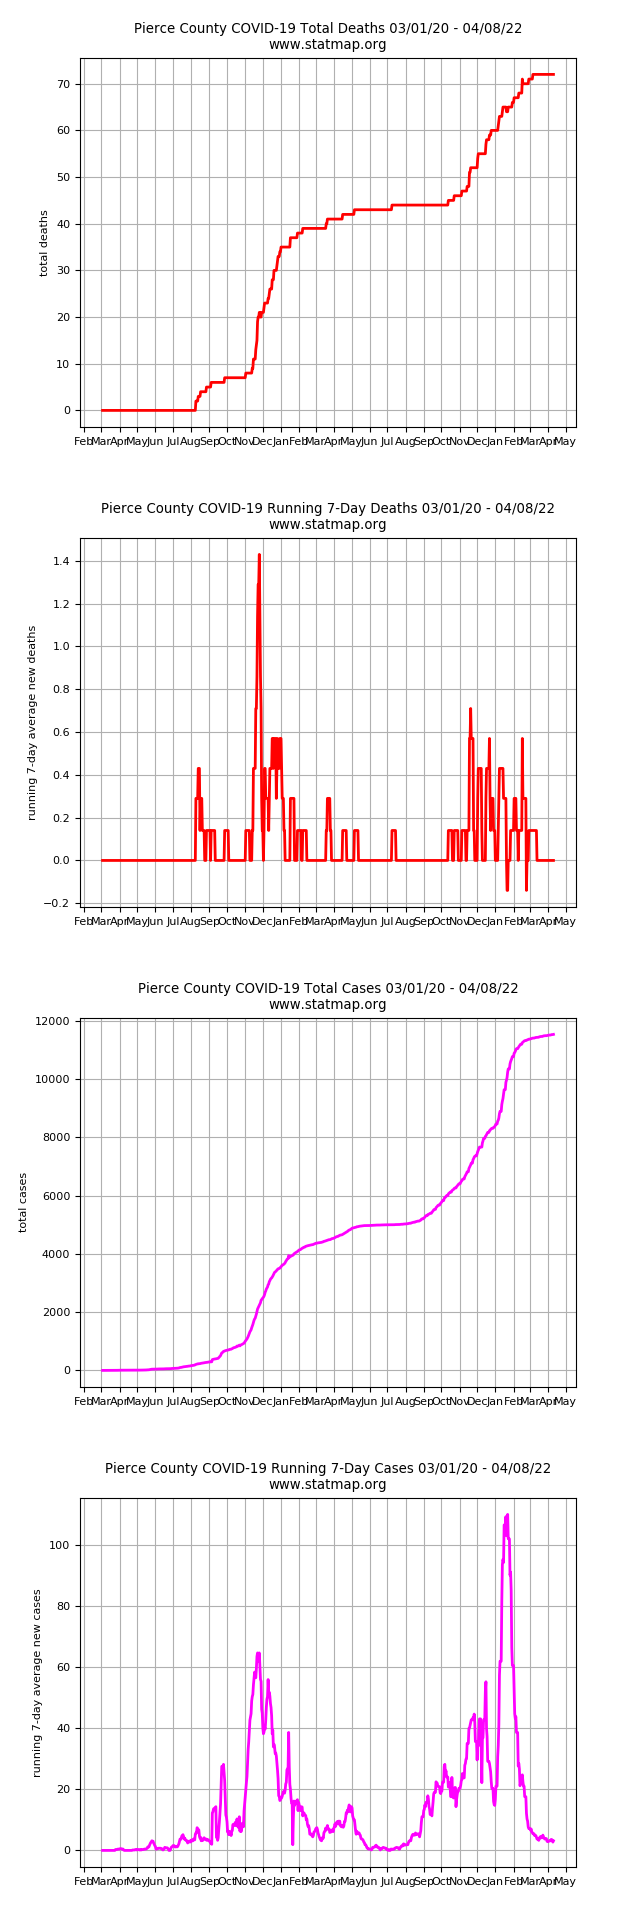 Pierce County COVID-19 Total Deaths 03/01/20 - 04/08/22
www.statmap.org
total deaths
70
60
50
40
30
20
10
0
Feb Mar Apr May Jun Jul Aug Sep Oct Nov Dec Jan Feb Mar Apr May Jun Jul Aug Sep Oct Nov Dec Jan Feb Mar Apr May
Pierce County COVID-19 Running 7-Day Deaths 03/01/20 - 04/08/22
www.statmap.org
running 7-day average new deaths
1.4
1.2
1.0
0.8
0.6
0.4
0.2
0.0
−0.2
Feb Mar Apr May Jun Jul Aug Sep Oct Nov Dec Jan Feb Mar Apr May Jun Jul Aug Sep Oct Nov Dec Jan Feb Mar Apr May
Pierce County COVID-19 Total Cases 03/01/20 - 04/08/22
www.statmap.org
total cases
12000
10000
8000
6000
4000
2000
0
Feb Mar Apr May Jun Jul Aug Sep Oct Nov Dec Jan Feb Mar Apr May Jun Jul Aug Sep Oct Nov Dec Jan Feb Mar Apr May
Pierce County COVID-19 Running 7-Day Cases 03/01/20 - 04/08/22
www.statmap.org
running 7-day average new cases
100
80
60
40
20
0
Feb Mar Apr May Jun Jul Aug Sep Oct Nov Dec Jan Feb Mar Apr May Jun Jul Aug Sep Oct Nov Dec Jan Feb Mar Apr May